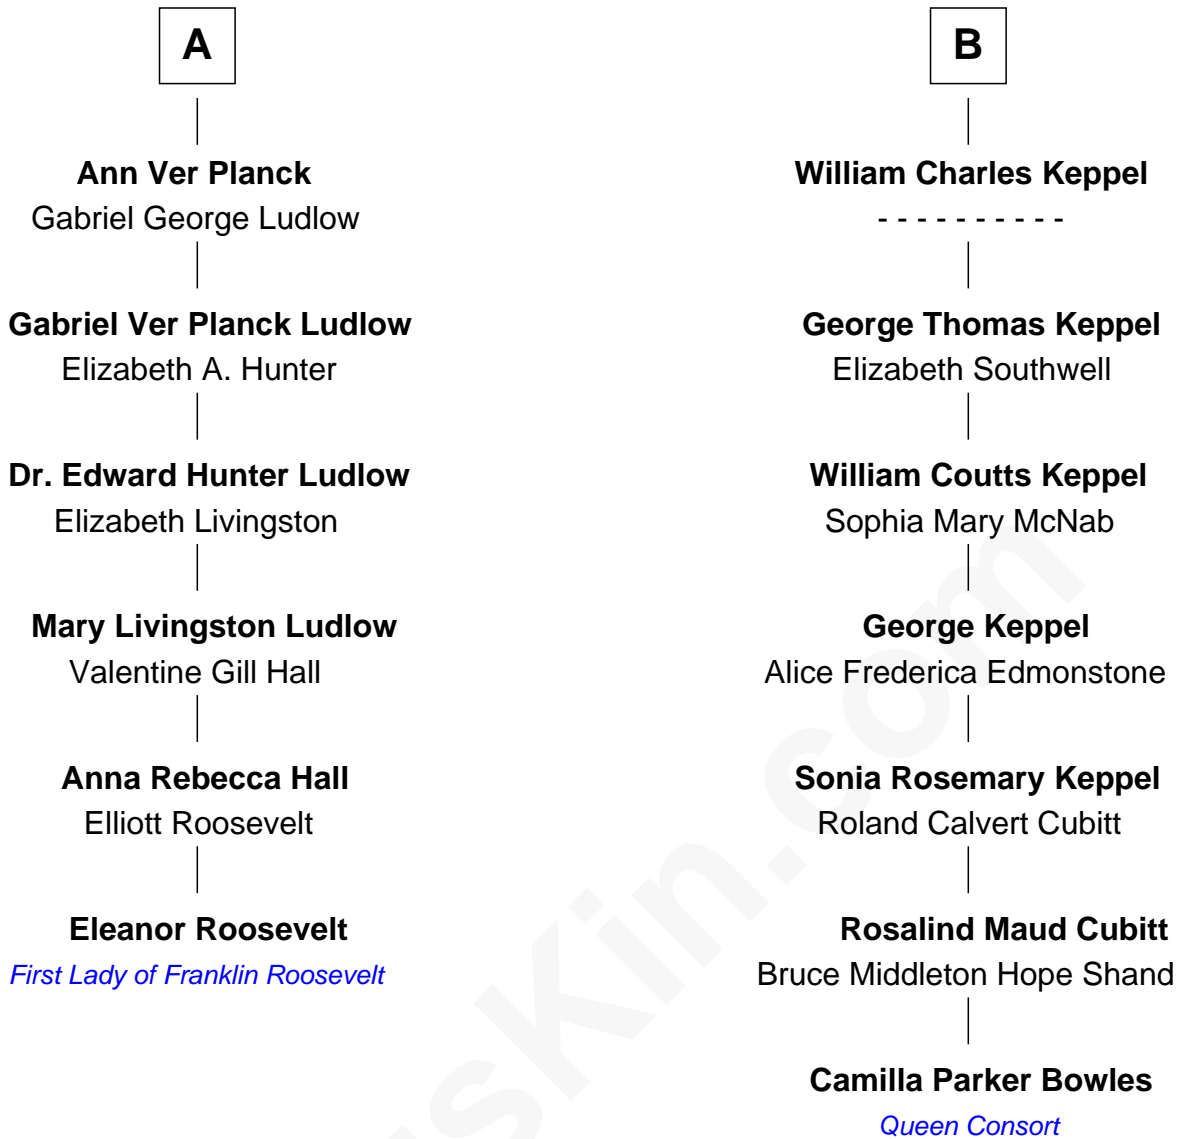 A
Ann Ver Planck
Gabriel George Ludlow
Gabriel Ver Planck Ludlow
Elizabeth A. Hunter
Dr. Edward Hunter Ludlow
Elizabeth Livingston
Mary Livingston Ludlow
Valentine Gill Hall
Anna Rebecca Hall
Elliott Roosevelt
Eleanor Roosevelt
First Lady of Franklin Roosevelt
B
William Charles Keppel
- - - - - - - - - -
George Thomas Keppel
Elizabeth Southwell
William Coutts Keppel
Sophia Mary McNab
George Keppel
Alice Frederica Edmonstone
Sonia Rosemary Keppel
Roland Calvert Cubitt
Rosalind Maud Cubitt
Bruce Middleton Hope Shand
Camilla Parker Bowles
Queen Consort